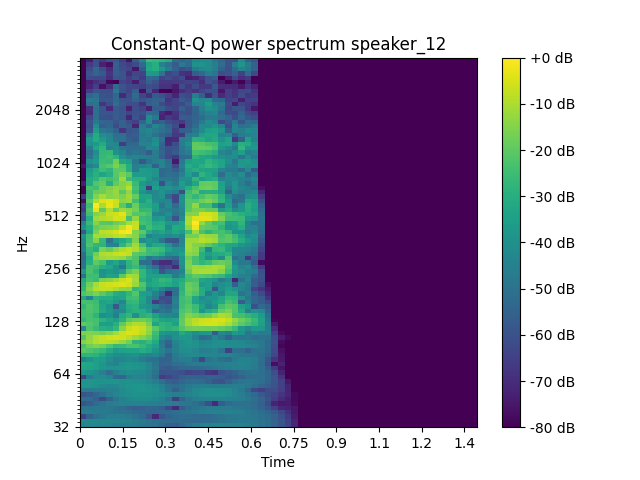 Constant-Q power spectrum speaker_12
Hz
2048
1024
512
256
128
64
32
0 0.15 0.3 0.45 0.6 0.75 0.9 1.1 1.2 1.4
Time
+0 dB
-10 dB
-20 dB
-30 dB
-40 dB
-50 dB
-60 dB
-70 dB
-80 dB